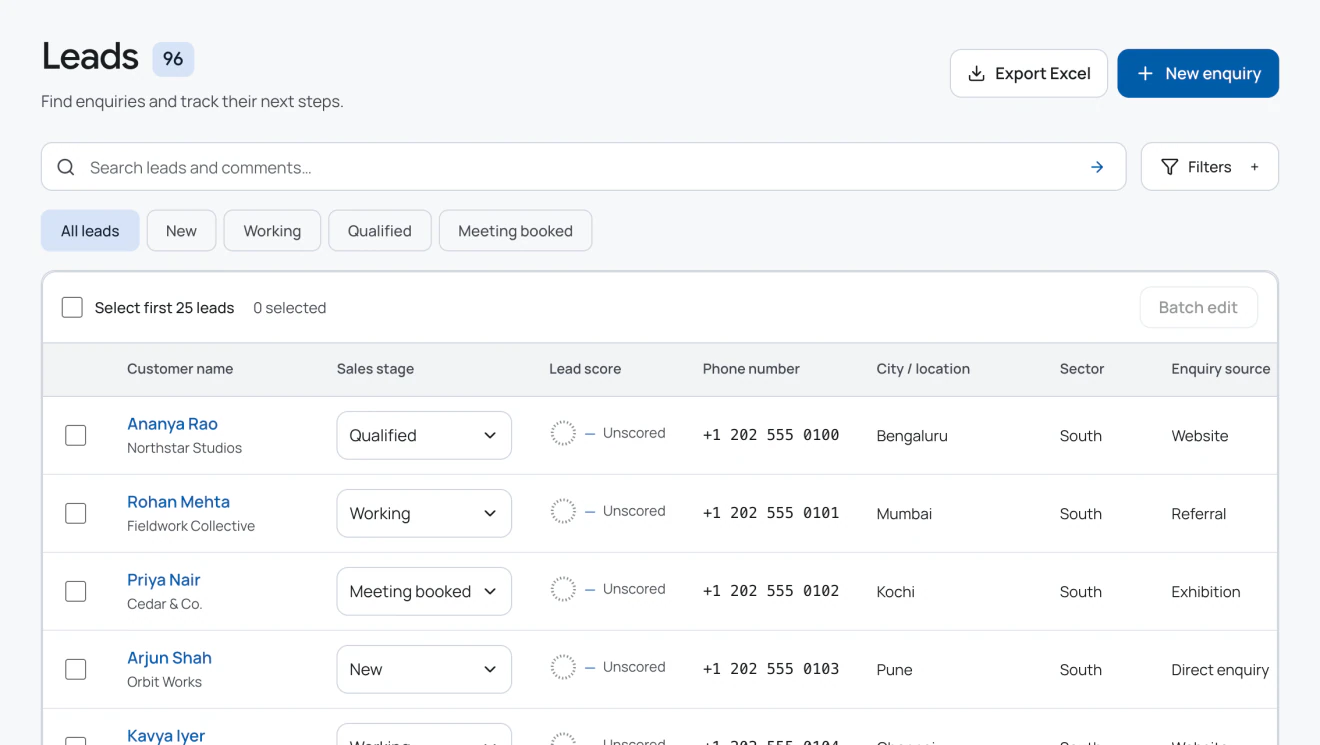 Leads 96
Find enquiries and track their next steps.
Export Excel
+ New enquiry
Search leads and comments…
Filters +
All leads New Working Qualified Meeting booked
Select first 25 leads 0 selected Batch edit
Customer name Sales stage Lead score Phone number City / location Sector Enquiry source
Ananya Rao
Northstar Studios
Qualified – Unscored +1 202 555 0100 Bengaluru South Website
Rohan Mehta
Fieldwork Collective
Working – Unscored +1 202 555 0101 Mumbai South Referral
Priya Nair
Cedar & Co.
Meeting booked – Unscored +1 202 555 0102 Kochi South Exhibition
Arjun Shah
Orbit Works
New – Unscored +1 202 555 0103 Pune South Direct enquiry
Kavya Iyer